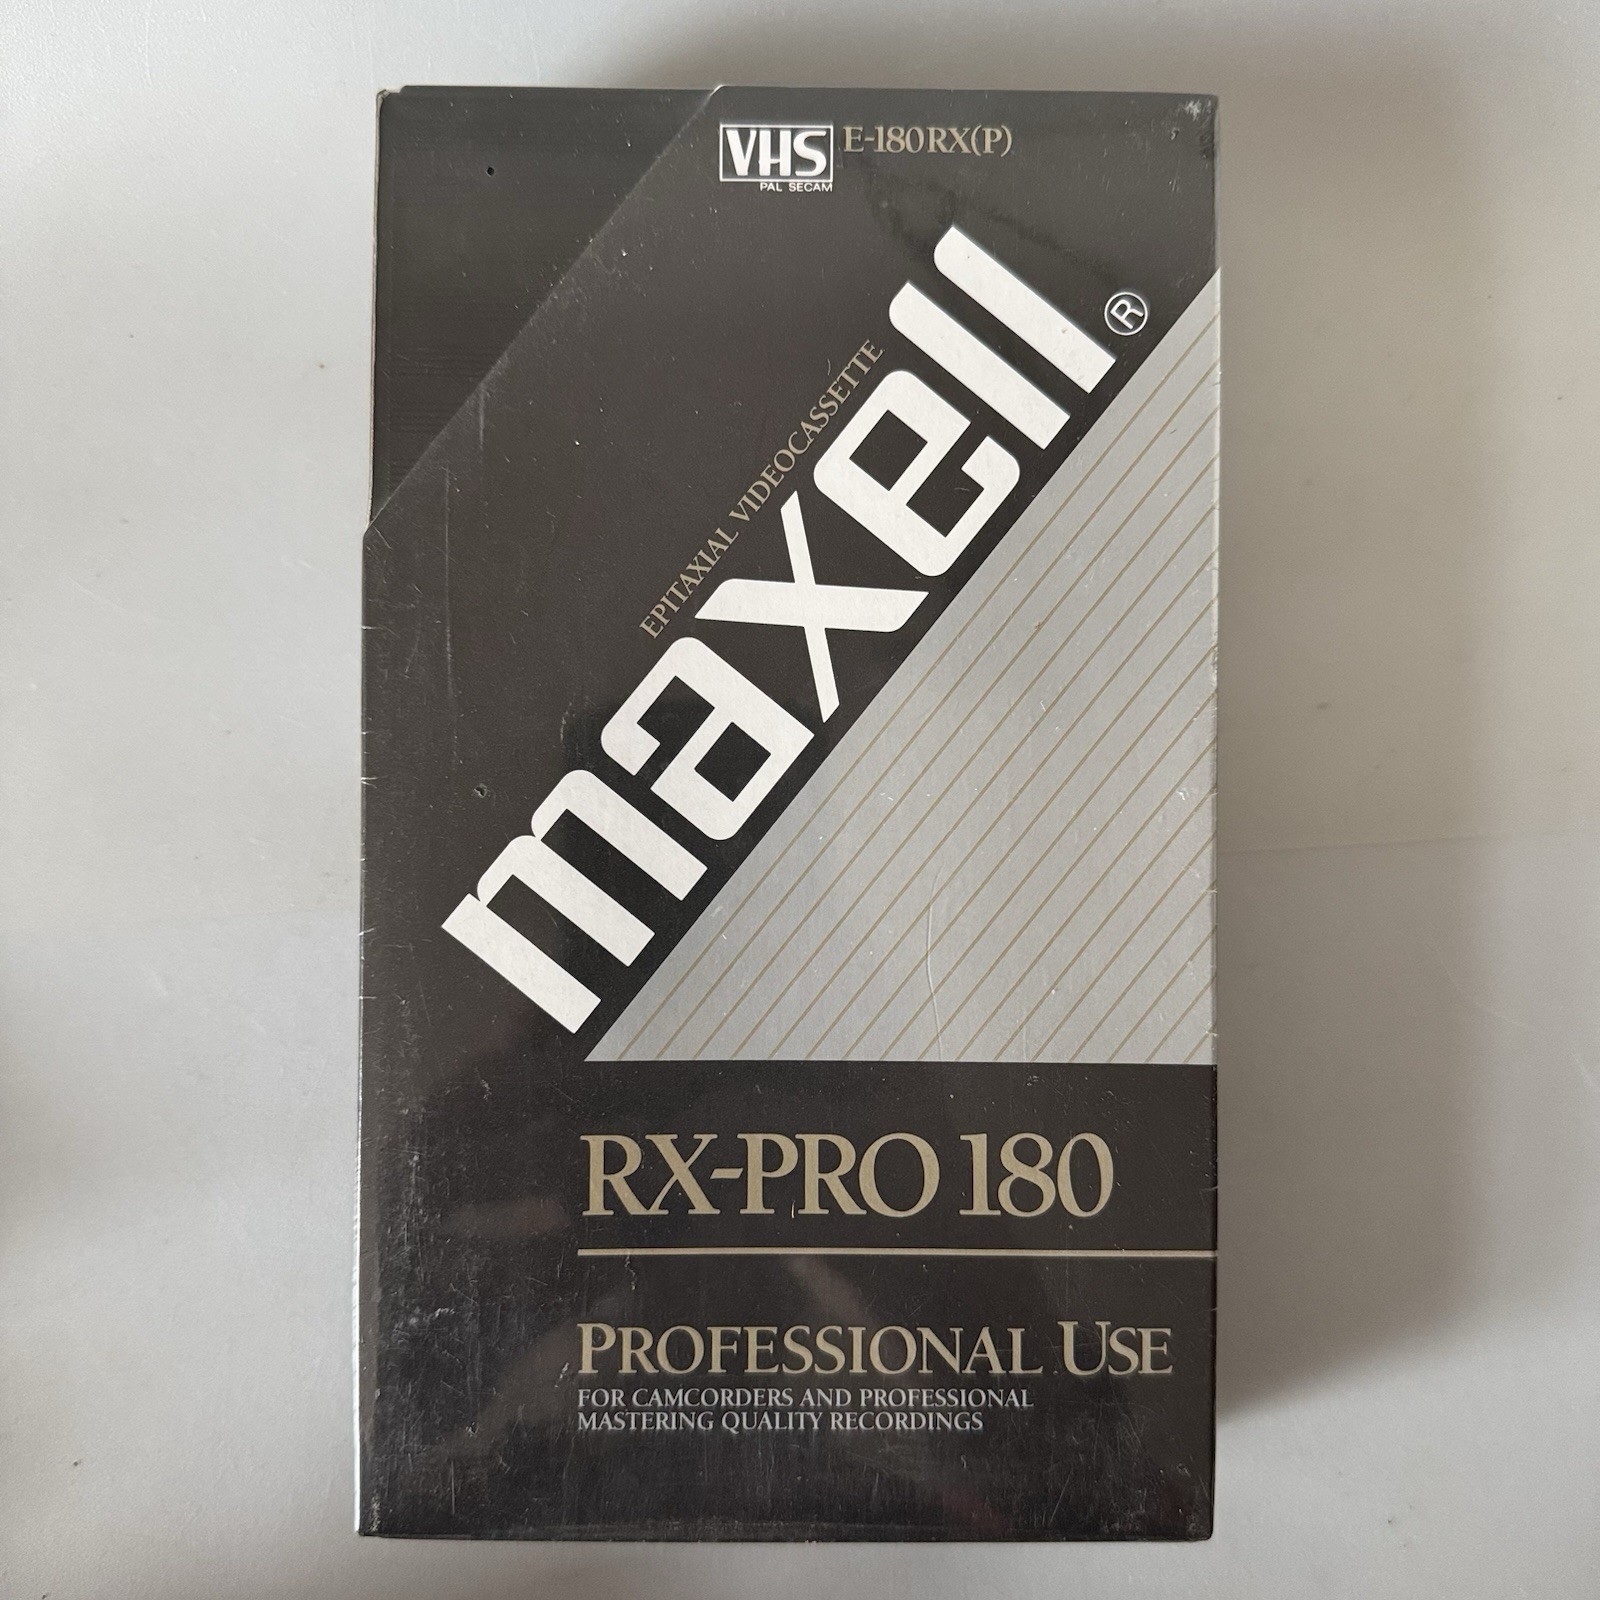 VHS E-180RX(P)
PAL SECAM
EPITAXIAL VIDEOCASSETTE
maxell®
RX-PRO 180
PROFESSIONAL USE
FOR CAMCORDERS AND PROFESSIONAL
MASTERING QUALITY RECORDINGS